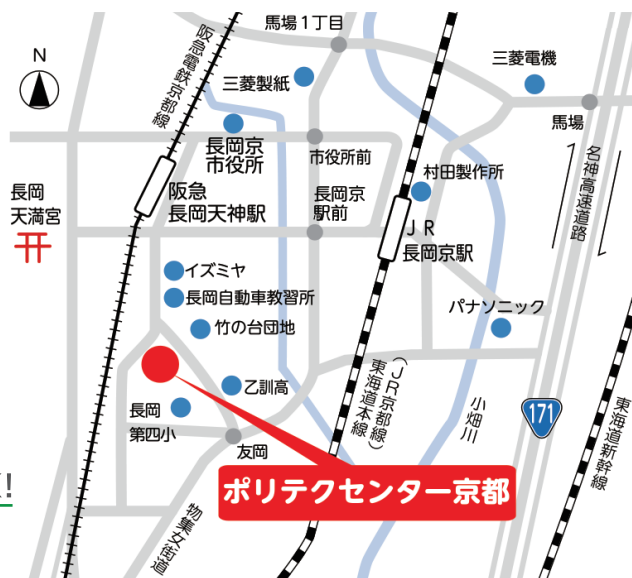 馬場1丁目
N
阪急電鉄京都線
三菱製紙
三菱電機
馬場
長岡京
市役所
市役所前
村田製作所
名神高速道路
長岡
天満宮
阪急
長岡天神駅
長岡京
駅前
JR
長岡京駅
イズミヤ
長岡自動車教習所
竹の台団地
パナソニック
乙訓高
長岡
第四小
友岡
(JR京都線)
東海道本線
小畑川
171
東海道新幹線
ポリテクセンター京都
物集女街道
!